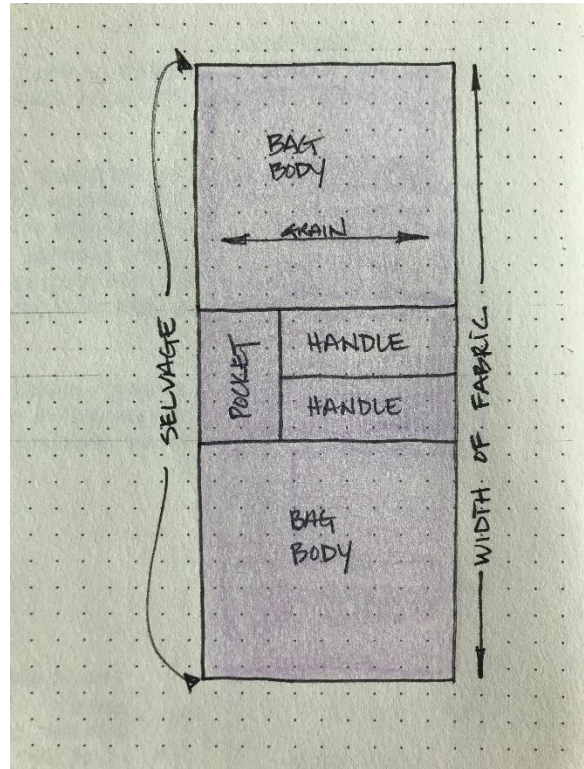 BAG
BODY
GRAIN
SELVAGE
POCKET
HANDLE
HANDLE
WIDTH OF FABRIC
BAG
BODY